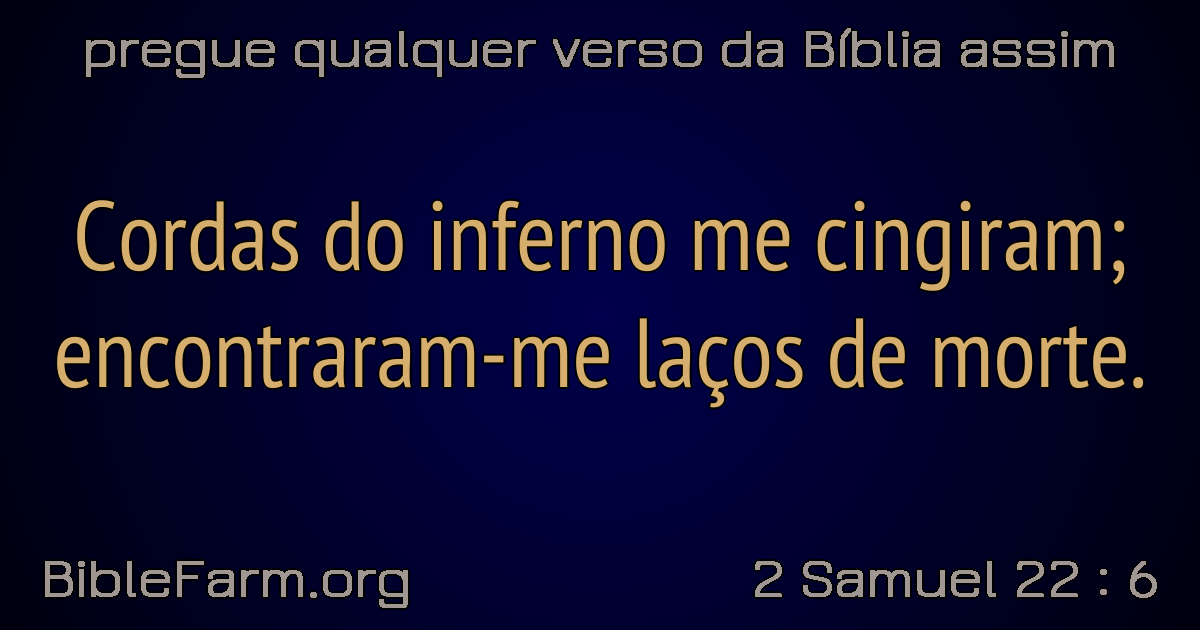 pregue qualquer verso da Bíblia assim
Cordas do inferno me cingiram;
encontraram-me laços de morte.
BibleFarm.org
2 Samuel 22 : 6